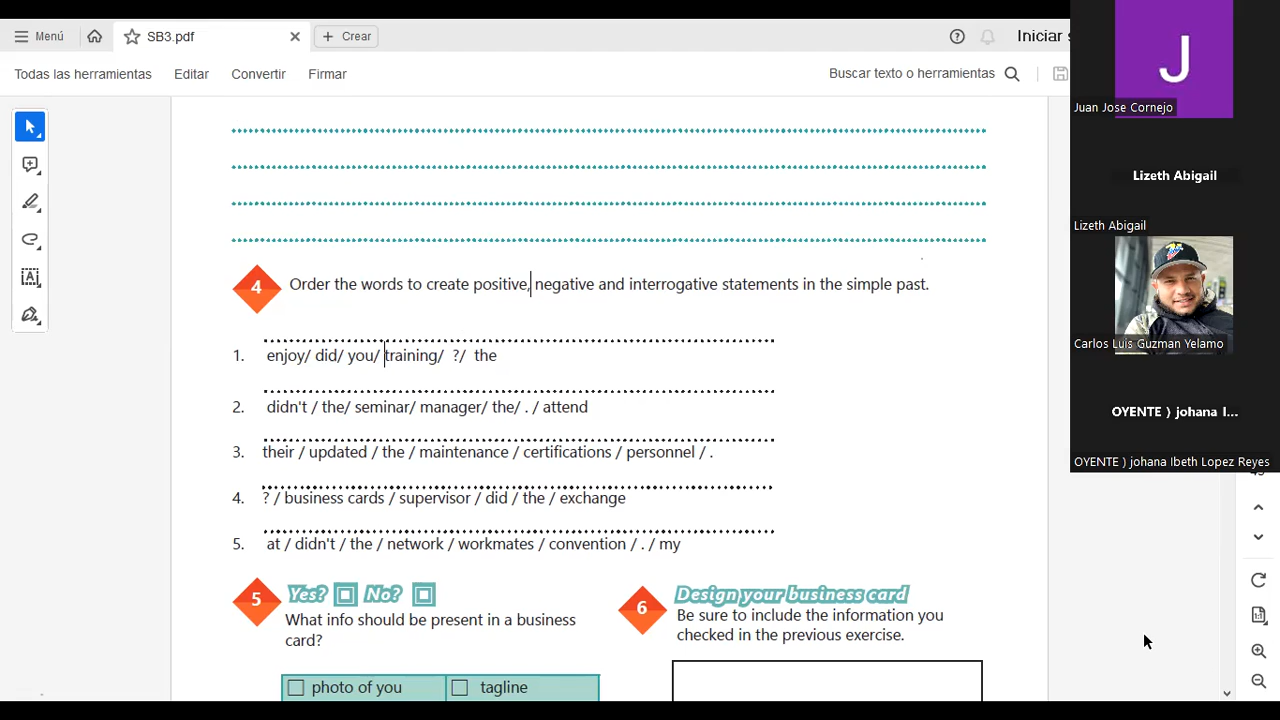 Menú
SB3.pdf
Crear
Iniciar s
Todas las herramientas
Editar
Convertir
Firmar
Buscar texto o herramientas
4 Order the words to create positive, negative and interrogative statements in the simple past.
1. enjoy/ did/ you/ training/ ?/ the
2. didn't / the/ seminar/ manager/ the/ . / attend
3. their / updated / the / maintenance / certifications / personnel / .
4. ? / business cards / supervisor / did / the / exchange
5. at / didn't / the / network / workmates / convention / . / my
5 Yes? No?
What info should be present in a business
card?
photo of you
tagline
6 Design your business card
Be sure to include the information you
checked in the previous exercise.
J
Juan Jose Cornejo
Lizeth Abigail
Lizeth Abigail
Carlos Luis Guzman Yelamo
OYENTE ) johana I...
OYENTE ) johana Ibeth Lopez Reyes